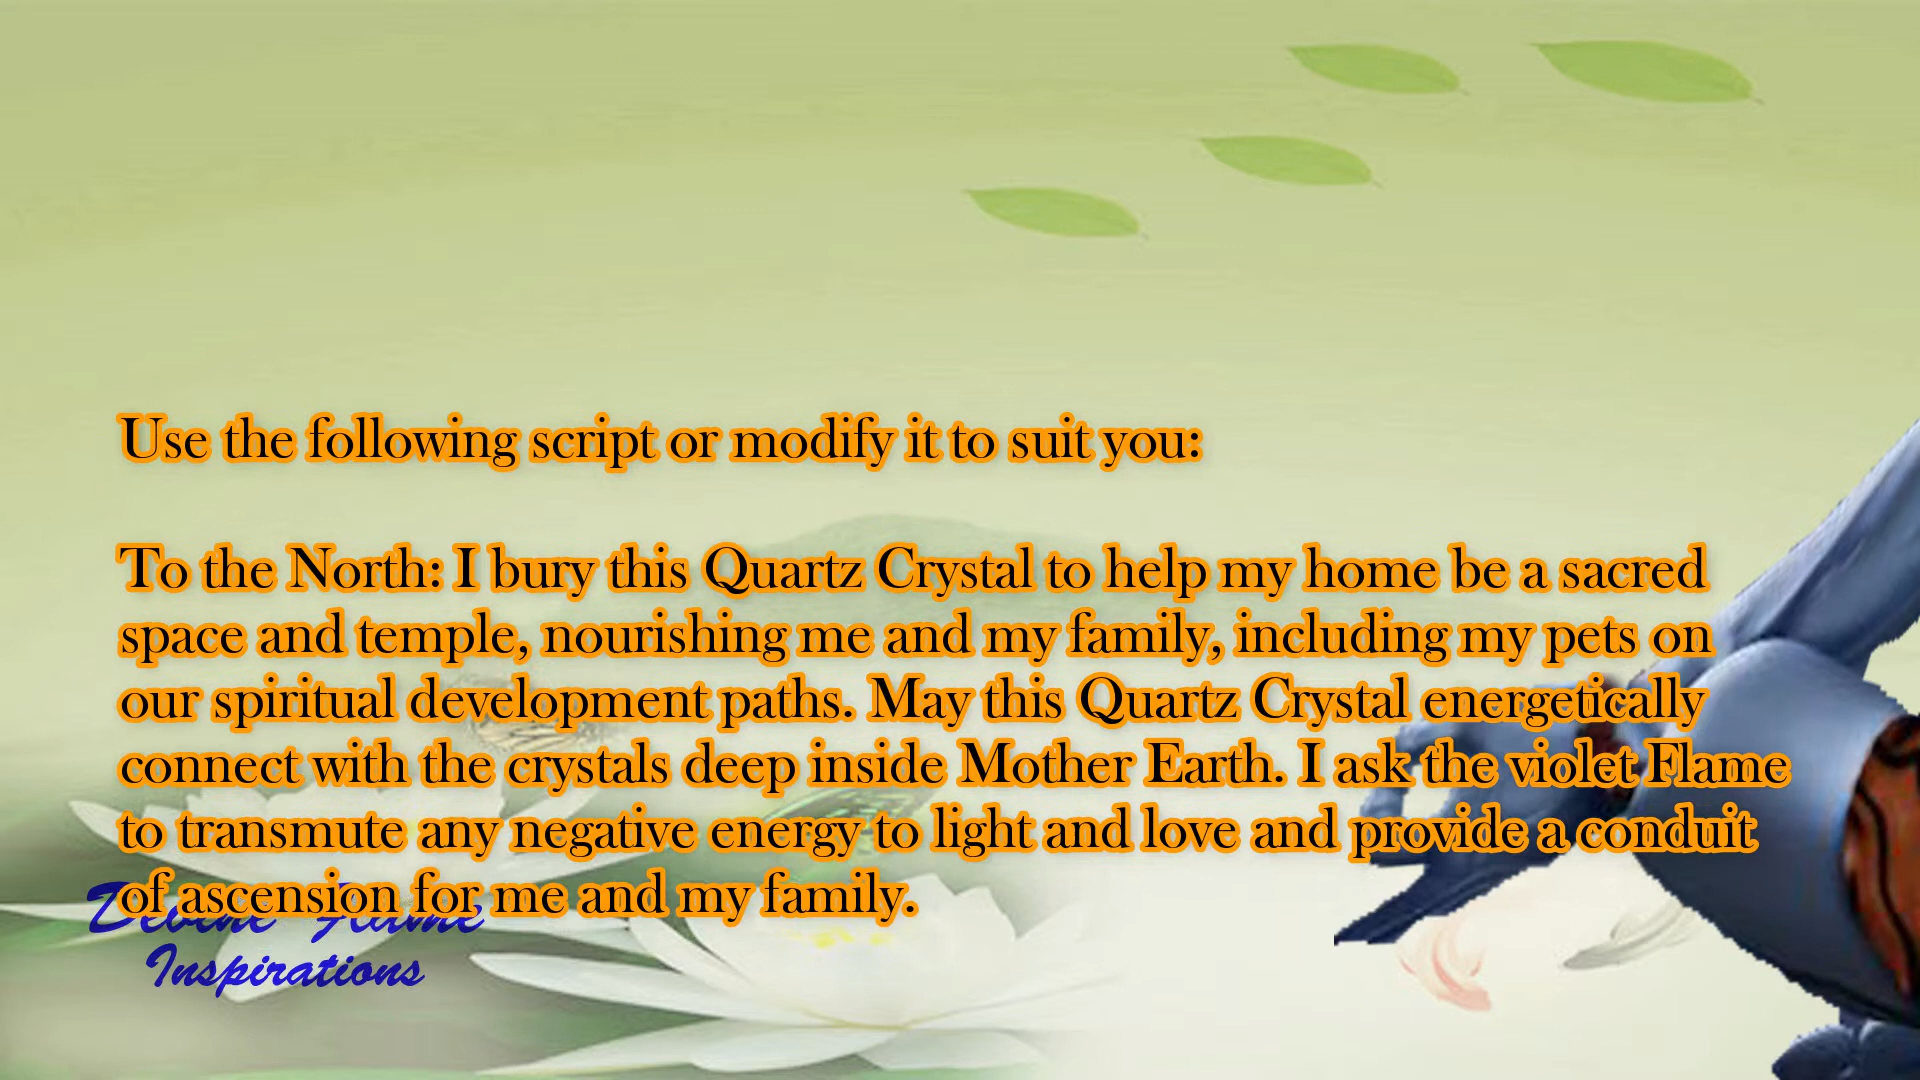 Use the following script or modify it to suit you:
To the North: I bury this Quartz Crystal to help my home be a sacred
space and temple, nourishing me and my family, including my pets on
our spiritual development paths. May this Quartz Crystal energetically
connect with the crystals deep inside Mother Earth. I ask the violet Flame
to transmute any negative energy to light and love and provide a conduit
of ascension for me and my family.
Devine Flame
Inspirations